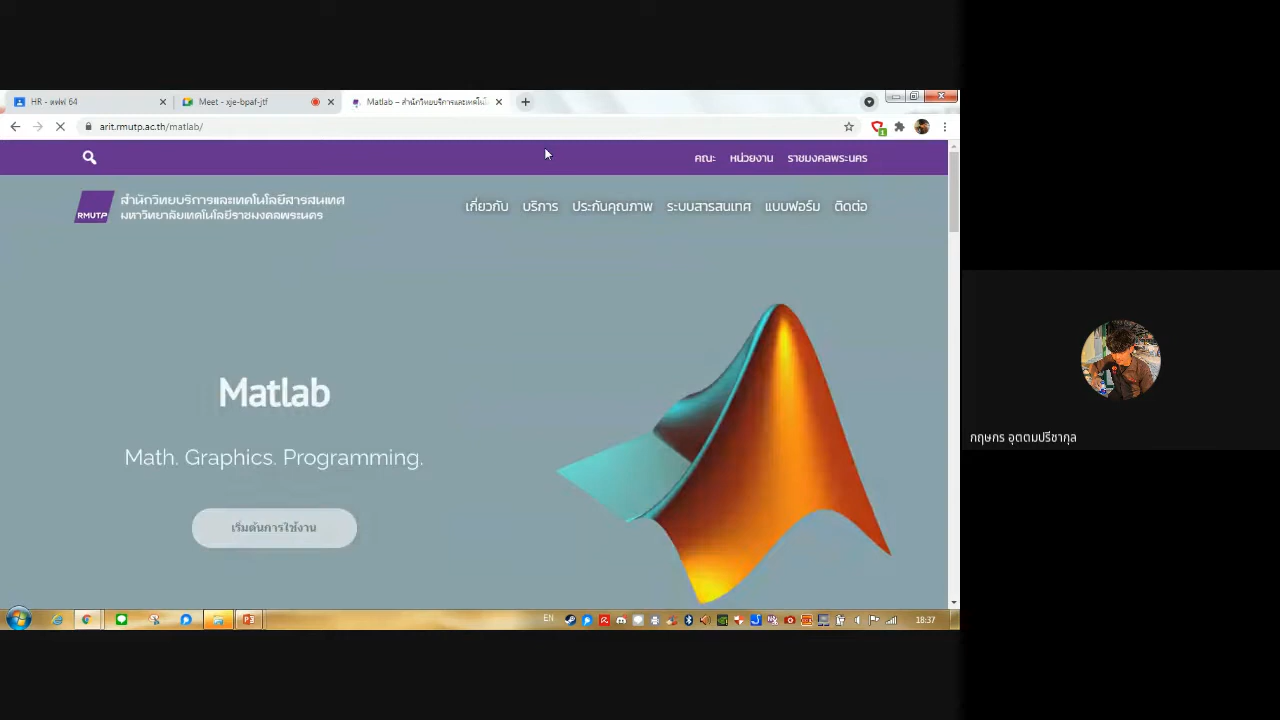 HR - ตฟฟ 64
Meet - xje-bpaf-jtf
Matlab – สำนักวิทยบริการและเทคโนโ
arit.rmutp.ac.th/matlab/
คณะ หน่วยงาน ราชมงคลพระนคร
RMUTP
สำนักวิทยบริการและเทคโนโลยีสารสนเทศ
มหาวิทยาลัยเทคโนโลยีราชมงคลพระนคร
เกี่ยวกับ บริการ ประกันคุณภาพ ระบบสารสนเทศ แบบฟอร์ม ติดต่อ
Matlab
Math. Graphics. Programming.
เริ่มต้นการใช้งาน
กฤษกร อุตตมปรีชากุล
EN
18:37